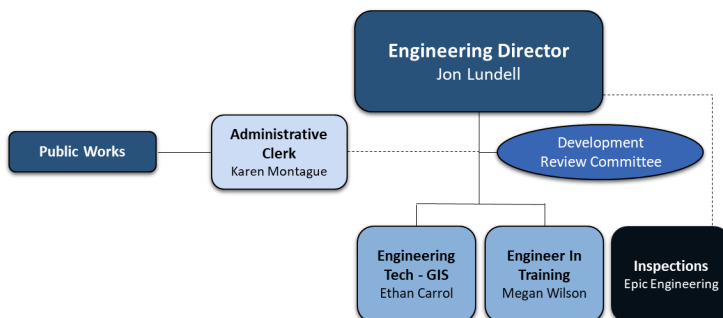 Engineering Director
Jon Lundell
Public Works
Administrative
Clerk
Karen Montague
Development
Review Committee
Engineering
Tech - GIS
Ethan Carrol
Engineer In
Training
Megan Wilson
Inspections
Epic Engineering